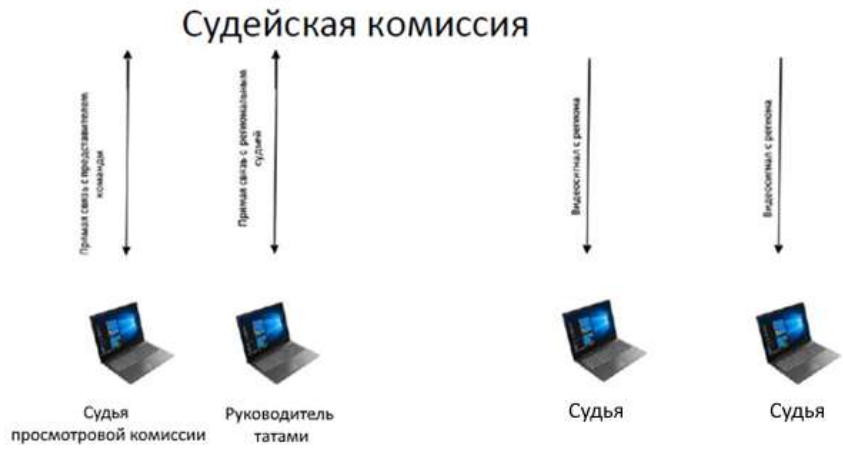 Судейская комиссия
Прямая связь с представителем
команды
Прямая связь с региональным
судьей
Видеосигнал с региона
Видеосигнал с региона
Судья
просмотровой комиссии
Руководитель
татами
Судья
Судья